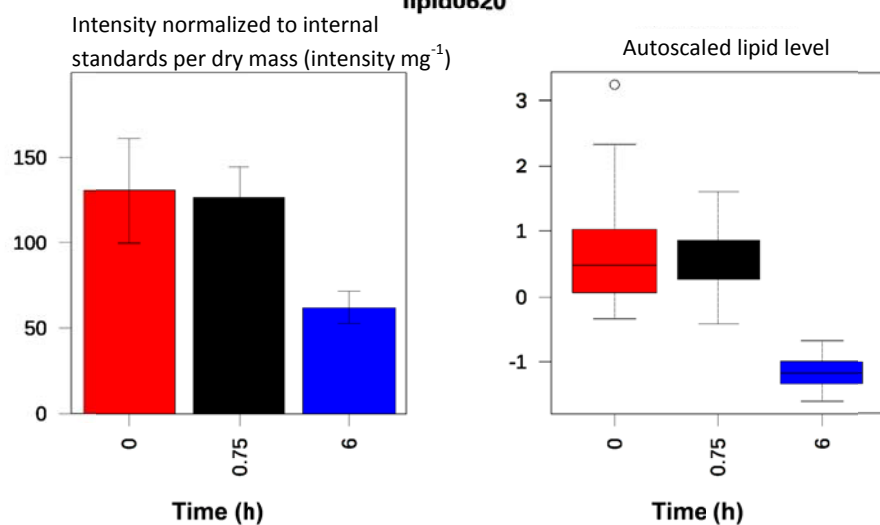 lipid0620
Intensity normalized to internal
standards per dry mass (intensity mg⁻¹)
150
100
50
0
0
0.75
6
Time (h)
Autoscaled lipid level
3
2
1
0
-1
0
0.75
6
Time (h)